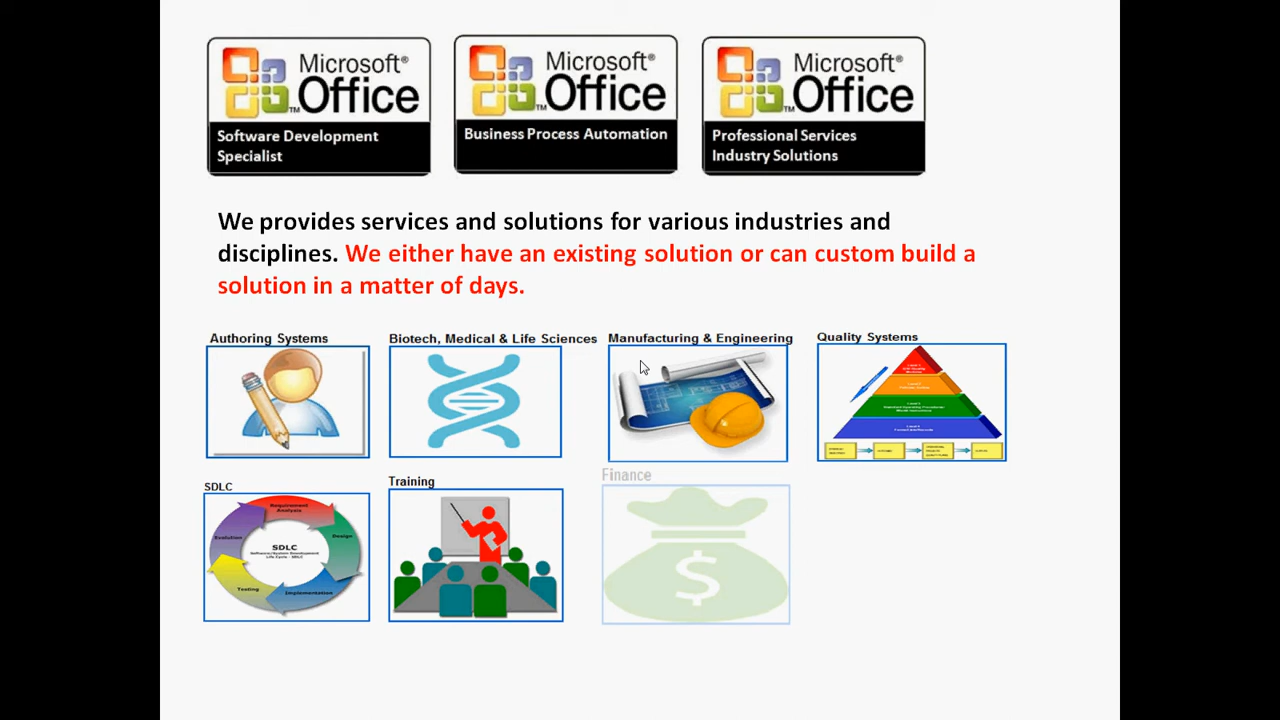 Microsoft®
Office
Software Development
Specialist
Microsoft®
Office
Business Process Automation
Microsoft®
Office
Professional Services
Industry Solutions
We provides services and solutions for various industries and
disciplines. We either have an existing solution or can custom build a
solution in a matter of days.
Authoring Systems
Biotech, Medical & Life Sciences
Manufacturing & Engineering
Quality Systems
SDLC
Requirement
Analysis
Evolution
Design
SDLC
Testing
Implementation
Training
Finance
$